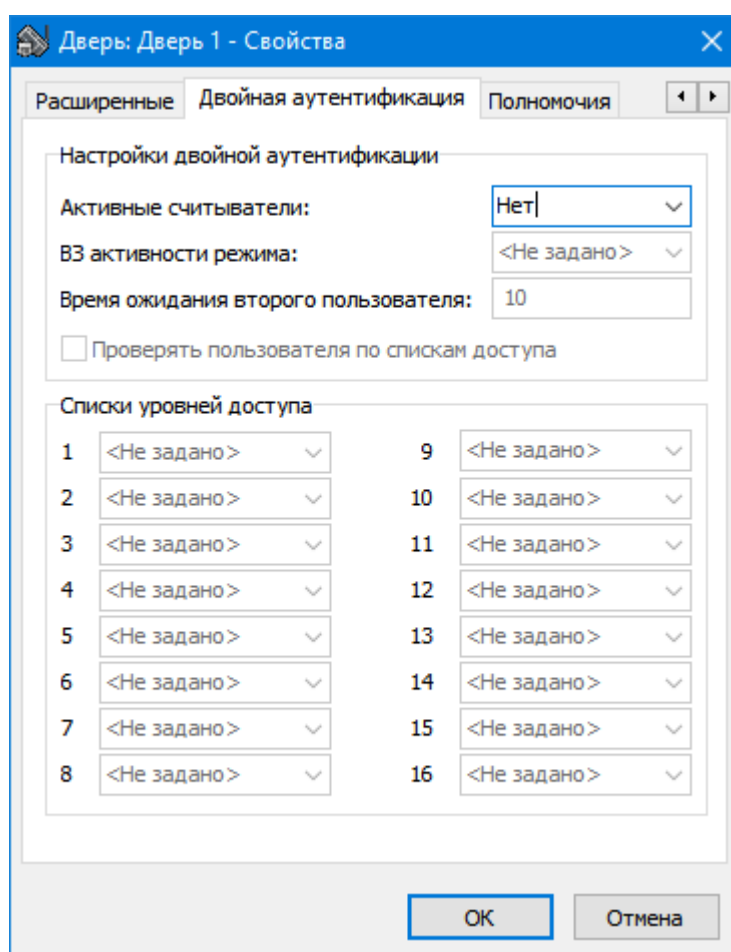 Дверь: Дверь 1 - Свойства
Расширенные Двойная аутентификация Полномочия
Настройки двойной аутентификации
Активные считыватели: Нет
ВЗ активности режима: <Не задано>
Время ожидания второго пользователя: 10
Проверять пользователя по спискам доступа
Списки уровней доступа
1 <Не задано> 9 <Не задано>
2 <Не задано> 10 <Не задано>
3 <Не задано> 11 <Не задано>
4 <Не задано> 12 <Не задано>
5 <Не задано> 13 <Не задано>
6 <Не задано> 14 <Не задано>
7 <Не задано> 15 <Не задано>
8 <Не задано> 16 <Не задано>
ОК Отмена